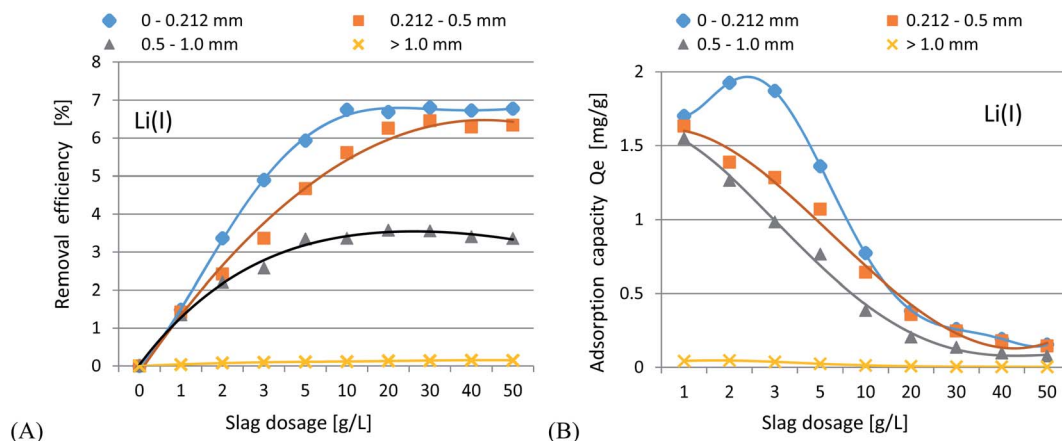 (A)
0 - 0.212 mm
0.212 - 0.5 mm
0.5 - 1.0 mm
> 1.0 mm
Removal efficiency [%]
8
7
6
5
4
3
2
1
0
Li(I)
0 1 2 3 5 10 20 30 40 50
Slag dosage [g/L]
(B)
0 - 0.212 mm
0.212 - 0.5 mm
0.5 - 1.0 mm
> 1.0 mm
Adsorption capacity Qe [mg/g]
2
1.5
1
0.5
0
Li(I)
1 2 3 5 10 20 30 40 50
Slag dosage [g/L]